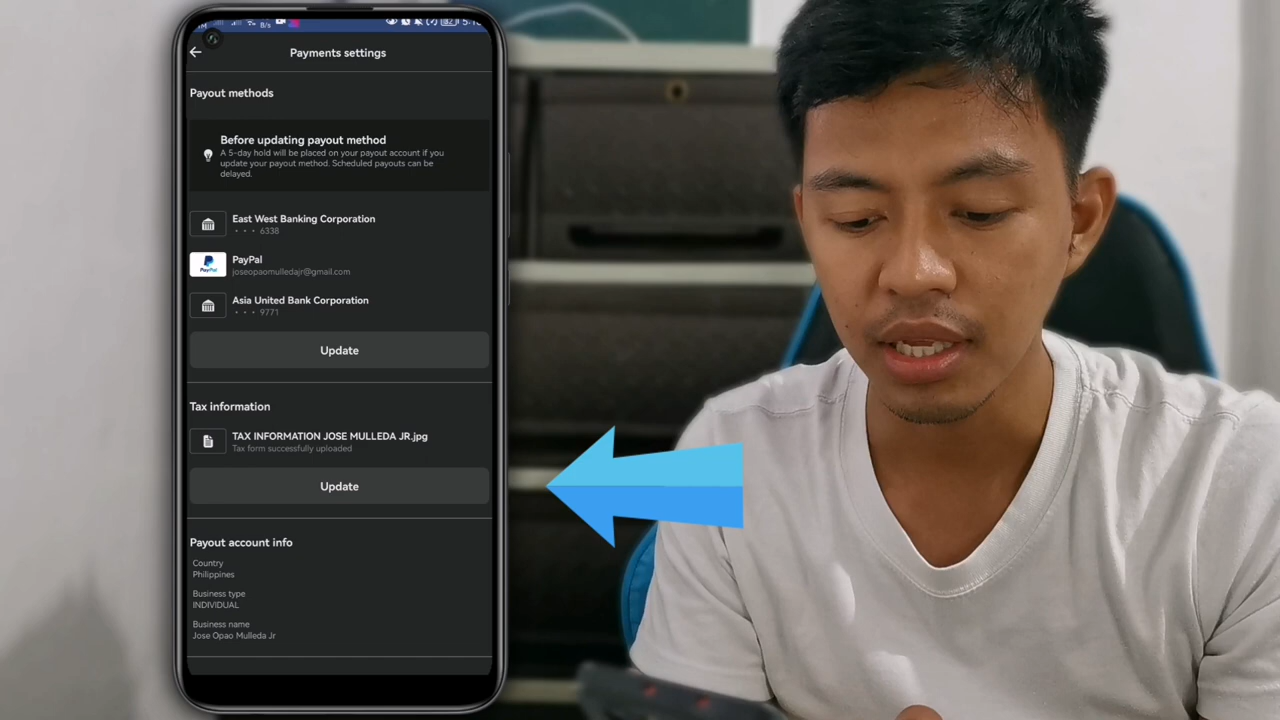 B/s
Payments settings
Payout methods
Before updating payout method
A 5-day hold will be placed on your payout account if you
update your payout method. Scheduled payouts can be
delayed.
East West Banking Corporation
• • • 6338
PayPal
PayPal
joseopaomulledajr@gmail.com
Asia United Bank Corporation
• • • 9771
Update
Tax information
TAX INFORMATION JOSE MULLEDA JR.jpg
Tax form successfully uploaded
Update
Payout account info
Country
Philippines
Business type
INDIVIDUAL
Business name
Jose Opao Mulleda Jr